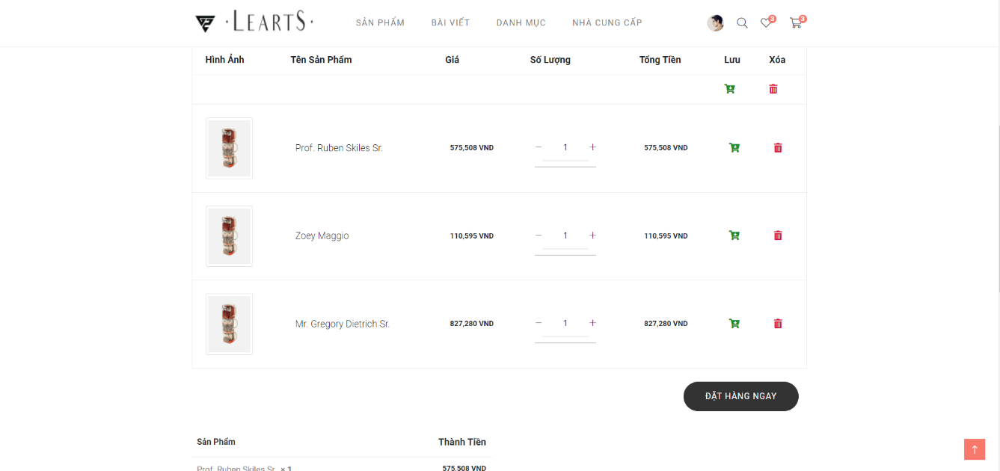 ·LEARTS·
SẢN PHẨM BÀI VIẾT DANH MỤC NHÀ CUNG CẤP
3 3
Hình Ảnh Tên Sản Phẩm Giá Số Lượng Tổng Tiền Lưu Xóa
Prof. Ruben Skiles Sr. 575,508 VND − 1 + 575,508 VND
Zoey Maggio 110,595 VND − 1 + 110,595 VND
Mr. Gregory Dietrich Sr. 827,280 VND − 1 + 827,280 VND
ĐẶT HÀNG NGAY
Sản Phẩm Thành Tiền
Prof. Ruben Skiles Sr. × 1 575,508 VND